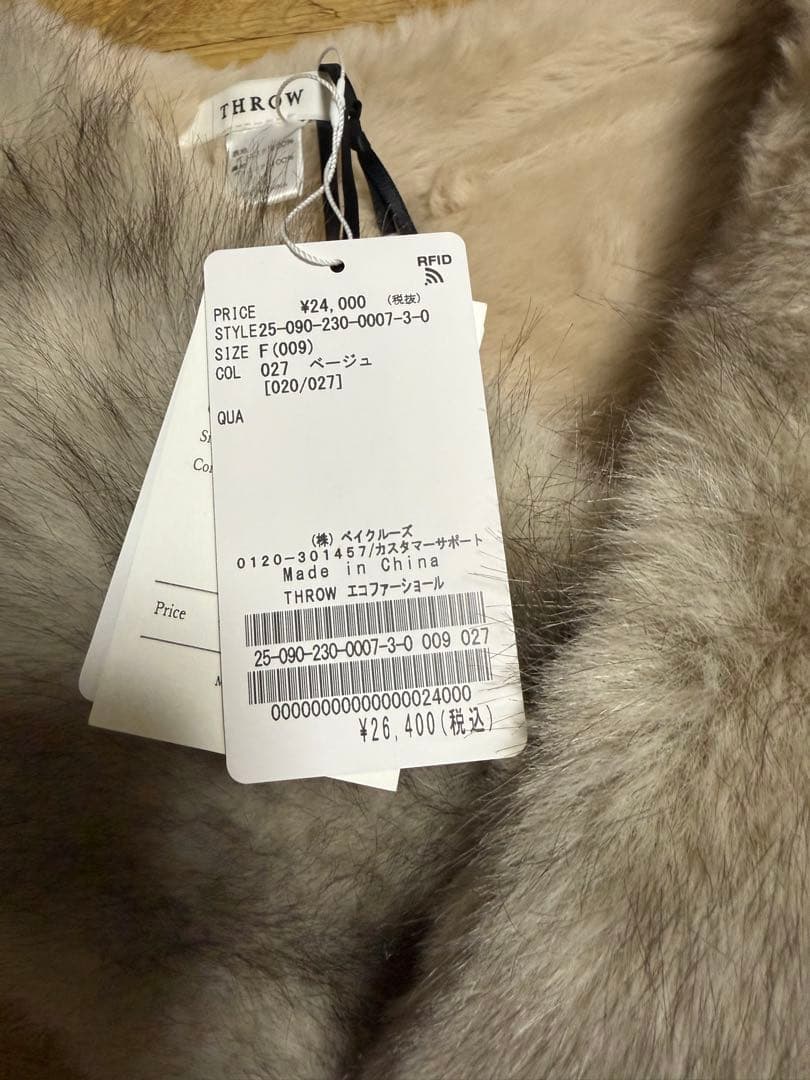 THROW
RFID
PRICE ¥24,000 (税抜)
STYLE25-090-230-0007-3-0
SIZE F(009)
COL 027 ベージュ
[020/027]
QUA
Price
(株) ベイクルーズ
0120-301457/カスタマーサポート
Made in China
THROW エコファーショール
25-090-230-0007-3-0 009 027
00000000000000024000
¥26,400(税込)